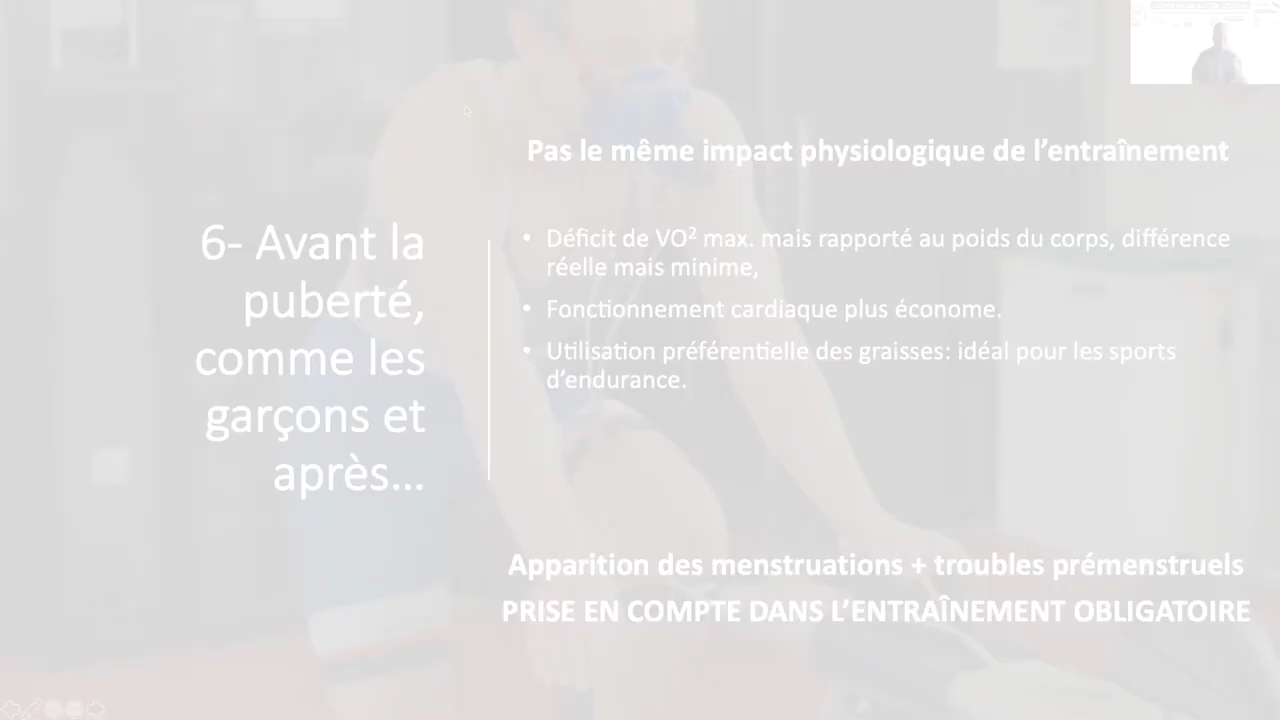 6- Avant la
puberté,
comme les
garçons et
après...
Pas le même impact physiologique de l’entraînement
• Déficit de VO² max. mais rapporté au poids du corps, différence
réelle mais minime,
• Fonctionnement cardiaque plus économe.
• Utilisation préférentielle des graisses: idéal pour les sports
d’endurance.
Apparition des menstruations + troubles prémenstruels
PRISE EN COMPTE DANS L’ENTRAÎNEMENT OBLIGATOIRE